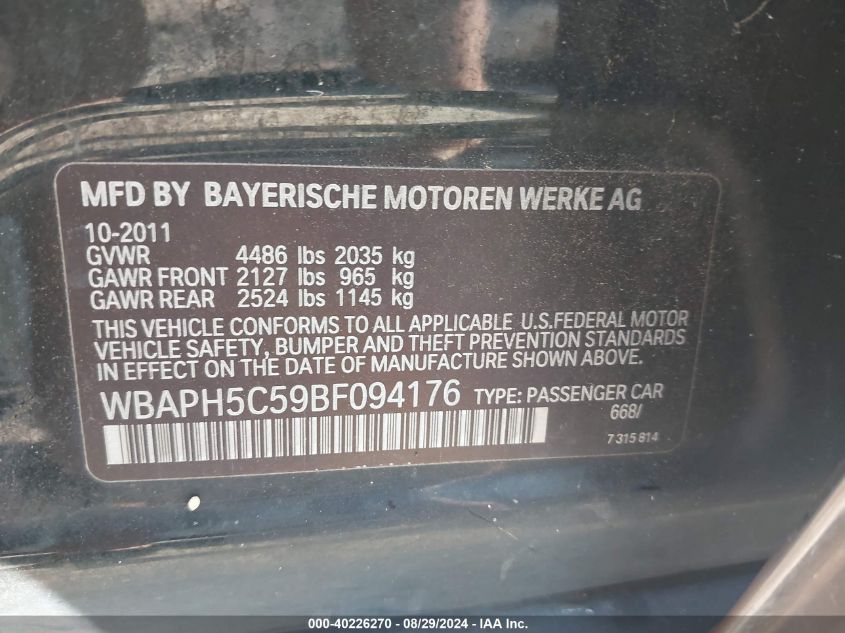 MFD BY BAYERISCHE MOTOREN WERKE AG
10-2011
GVWR 4486 lbs 2035 kg
GAWR FRONT 2127 lbs 965 kg
GAWR REAR 2524 lbs 1145 kg
THIS VEHICLE CONFORMS TO ALL APPLICABLE U.S.FEDERAL MOTOR
VEHICLE SAFETY, BUMPER AND THEFT PREVENTION STANDARDS
IN EFFECT ON THE DATE OF MANUFACTURE SHOWN ABOVE.
WBAPH5C59BF094176 TYPE: PASSENGER CAR
668/
7 315 814
000-40226270 - 08/29/2024 - IAA Inc.